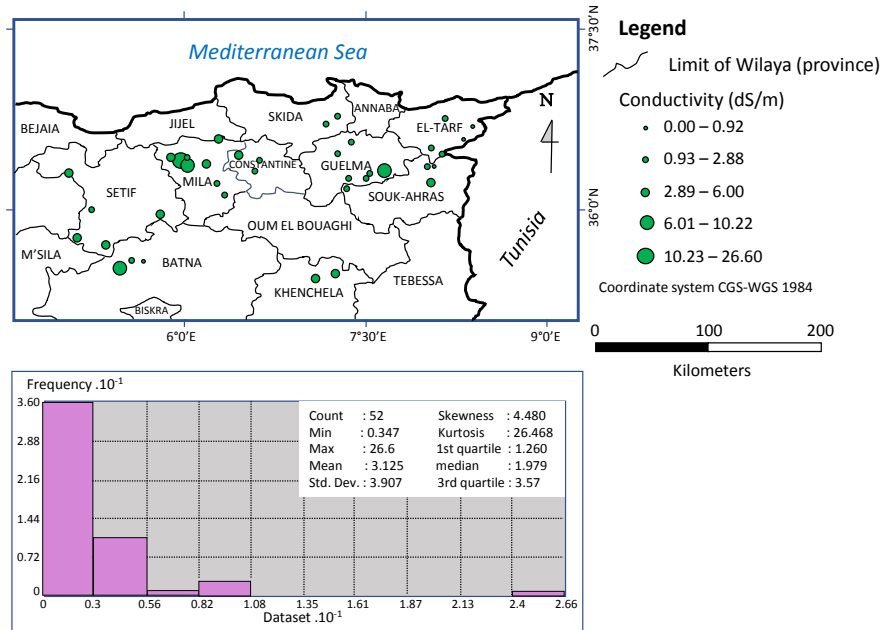 Mediterranean Sea
37°30'N
36°0'N
BEJAIA
JIJEL
SKIDA
ANNABA
EL-TARF
N
SETIF
MILA
CONSTANTINE
GUELMA
SOUK-AHRAS
OUM EL BOUAGHI
M'SILA
BATNA
KHENCHELA
TEBESSA
BISKRA
Tunisia
6°0'E
7°30'E
9°0'E
Legend
Limit of Wilaya (province)
Conductivity (dS/m)
0.00 – 0.92
0.93 – 2.88
2.89 – 6.00
6.01 – 10.22
10.23 – 26.60
Coordinate system CGS-WGS 1984
0 100 200
Kilometers
Frequency .10⁻¹
3.60
2.88
2.16
1.44
0.72
0
Count : 52 Skewness : 4.480
Min : 0.347 Kurtosis : 26.468
Max : 26.6 1st quartile : 1.260
Mean : 3.125 median : 1.979
Std. Dev. : 3.907 3rd quartile : 3.57
0 0.3 0.56 0.82 1.08 1.35 1.61 1.87 2.13 2.4 2.66
Dataset .10⁻¹